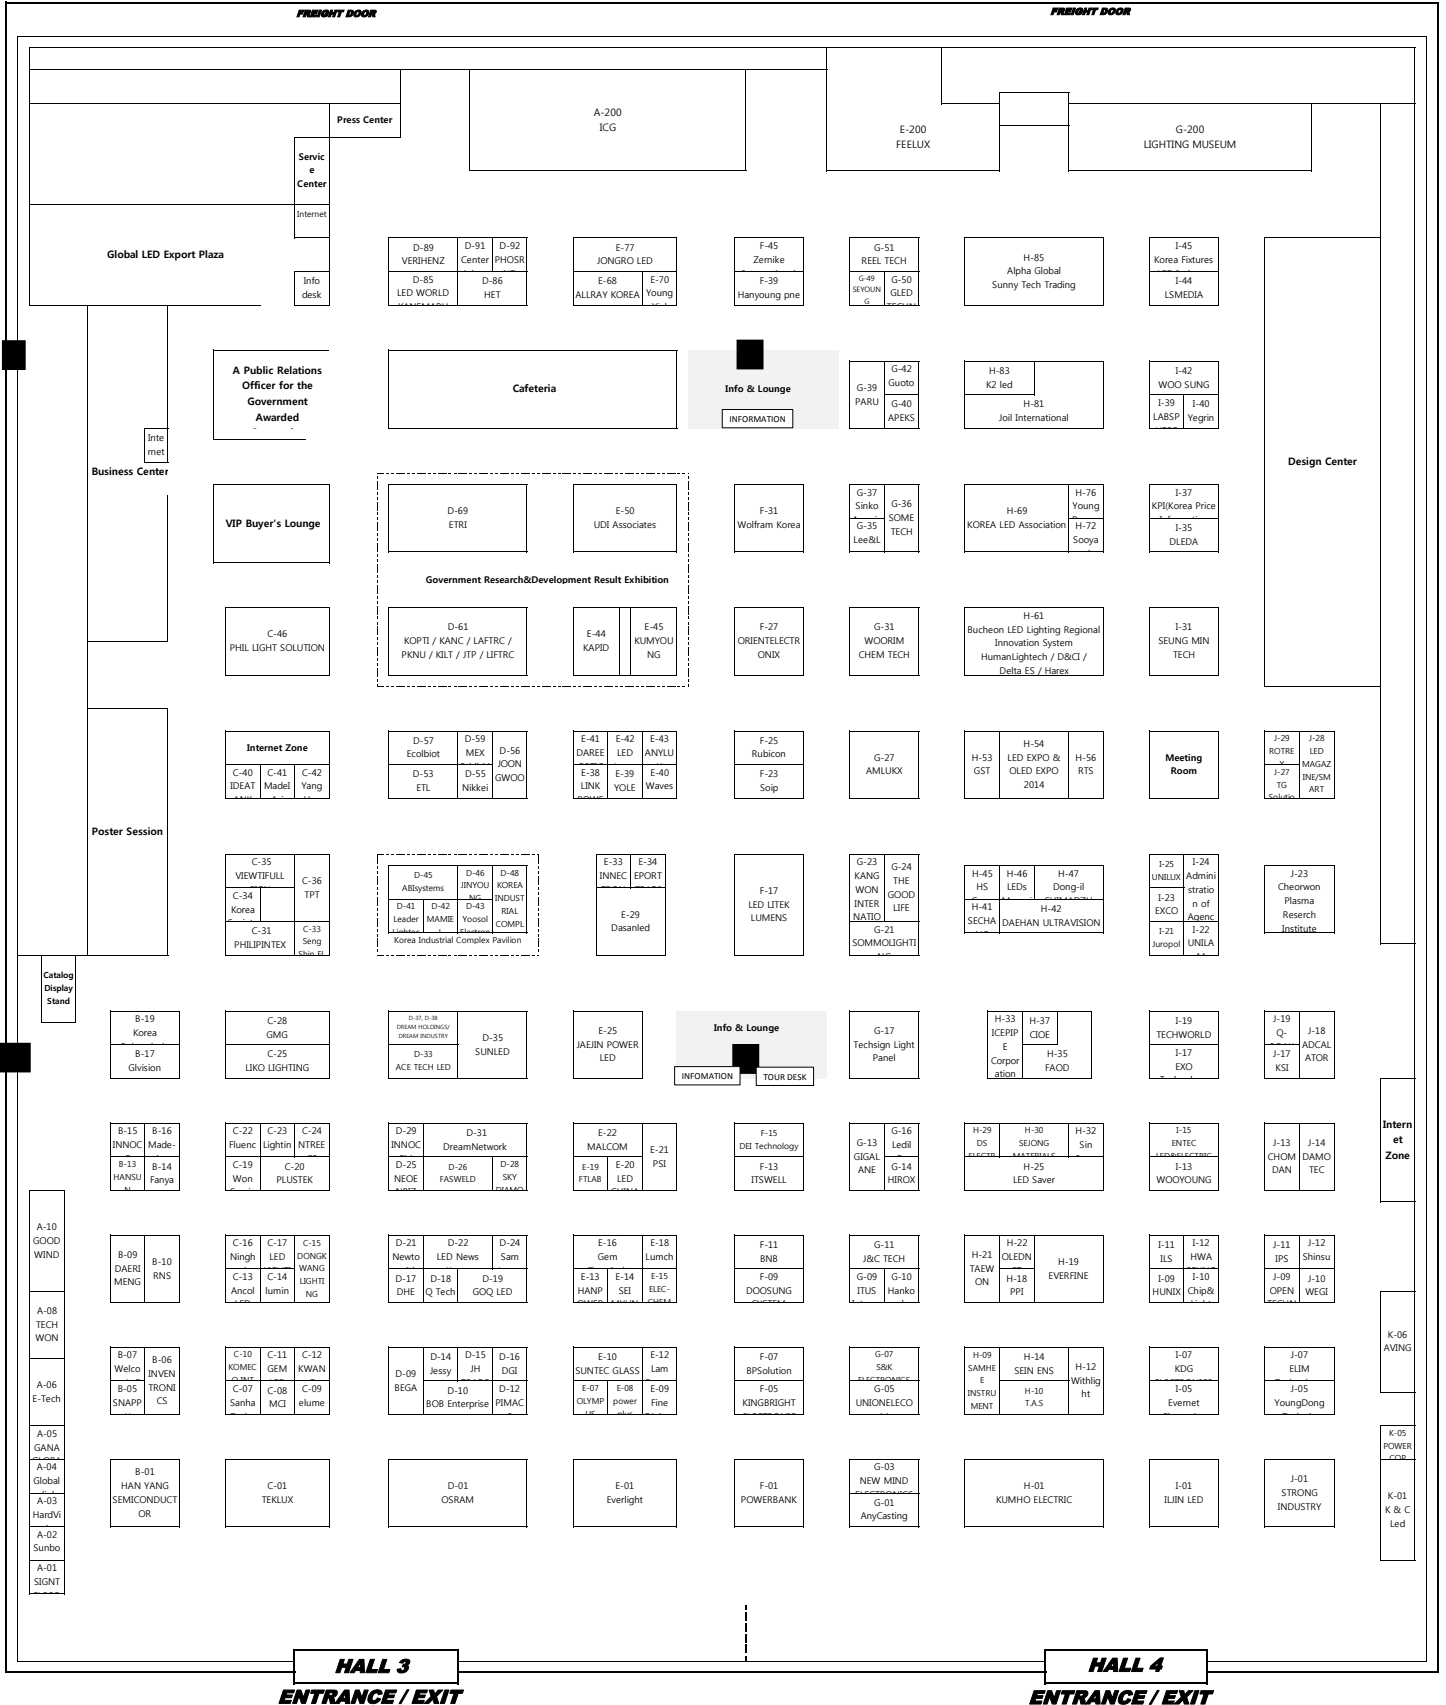 FREIGHT DOOR
FREIGHT DOOR
A-200
ICG
Press Center
E-200
FEELUX
G-200
LIGHTING MUSEUM
Servic
e
Center
Internet
Global LED Export Plaza
Info
desk
D-89
VERIHENZ
D-91
Center
D-92
PHOSR
D-85
LED WORLD
D-86
HET
E-77
JONGRO LED
E-68
ALLRAY KOREA
E-70
Young
F-45
Zernike
F-39
Hanyoung pne
G-51
REEL TECH
G-49
SEYOUN
G
G-50
GLED
H-85
Alpha Global
Sunny Tech Trading
I-45
Korea Fixtures
I-44
LSMEDIA
A Public Relations
Officer for the
Government
Awarded
Cafeteria
Info & Lounge
INFORMATION
G-39
PARU
G-42
Guoto
G-40
APEKS
H-83
K2 led
H-81
Joil International
I-42
WOO SUNG
I-39
LABSP
I-40
Yegrin
Inte
rnet
Business Center
Design Center
VIP Buyer's Lounge
D-69
ETRI
E-50
UDI Associates
F-31
Wolfram Korea
G-37
Sinko
G-35
Lee&L
G-36
SOME
TECH
H-69
KOREA LED Association
H-76
Young
H-72
Sooya
I-37
KPI(Korea Price
I-35
DLEDA
Government Research&Development Result Exhibition
C-46
PHIL LIGHT SOLUTION
D-61
KOPTI / KANC / LAFTRC /
PKNU / KILT / JTP / LIFTRC
E-44
KAPID
E-45
KUMYOU
NG
F-27
ORIENTELECTR
ONIX
G-31
WOORIM
CHEM TECH
H-61
Bucheon LED Lighting Regional
Innovation System
HumanLightech / D&CI /
Delta ES / Harex
I-31
SEUNG MIN
TECH
Internet Zone
C-40
IDEAT
C-41
MadeI
C-42
Yang
D-57
Ecolbiot
D-59
MEX
D-56
JOON
GWOO
D-53
ETL
D-55
Nikkei
E-41
DAREE
E-42
LED
E-43
ANYLU
E-38
LINK
E-39
YOLE
E-40
Waves
F-25
Rubicon
F-23
Soip
G-27
AMLUKX
H-53
GST
H-54
LED EXPO &
OLED EXPO
2014
H-56
RTS
Meeting
Room
J-29
ROTRE
X
J-27
TG
Solutio
J-28
LED
MAGAZ
INE/SM
ART
Poster Session
C-35
VIEWTIFULL
C-34
Korea
C-36
TPT
C-31
PHILIPINTEX
C-33
Seng
Shin El
D-45
ABIsystems
D-46
JINYOU
NG
D-48
KOREA
INDUST
RIAL
COMPL
D-41
Leader
D-42
MAMIE
D-43
Yoosol
Korea Industrial Complex Pavilion
E-33
INNEC
E-34
EPORT
E-29
Dasanled
F-17
LED LITEK
LUMENS
G-23
KANG
WON
INTER
NATIO
G-24
THE
GOOD
LIFE
G-21
SOMMOLIGHTI
H-45
HS
H-46
LEDs
H-47
Dong-il
H-41
SECHA
H-42
DAEHAN ULTRAVISION
I-25
UNILUX
I-23
EXCO
I-24
Admini
stratio
n of
Agenc
I-21
Juropol
I-22
UNILA
J-23
Cheorwon
Plasma
Reserch
Institute
Catalog
Display
Stand
B-19
Korea
B-17
GIvision
C-28
GMG
C-25
LIKO LIGHTING
D-37, D-38
DREAM HOLDINGS/
DREAM INDUSTRY
D-33
ACE TECH LED
D-35
SUNLED
E-25
JAEJIN POWER
LED
Info & Lounge
INFOMATION
TOUR DESK
G-17
Techsign Light
Panel
H-33
ICEPIP
E
Corpor
ation
H-37
CIOE
H-35
FAOD
I-19
TECHWORLD
I-17
EXO
J-19
Q-
J-17
KSI
J-18
ADCAL
ATOR
Intern
et
Zone
B-15
INNOC
B-16
Made-
B-13
HANSU
N
B-14
Fanya
C-22
Fluenc
C-23
Lightin
C-24
NTREE
C-19
Won
C-20
PLUSTEK
D-29
INNOC
D-31
DreamNetwork
D-25
NEOE
D-26
FASWELD
D-28
SKY
E-22
MALCOM
E-21
PSI
E-19
FTLAB
E-20
LED
F-15
DEI Technology
F-13
ITSWELL
G-13
GIGAL
ANE
G-16
Ledil
G-14
HIROX
H-29
DS
H-30
SEJONG
MATERIALS
H-32
Sin
H-25
LED Saver
I-15
ENTEC
LED&ELECTRIC
I-13
WOOYOUNG
J-13
CHOM
DAN
J-14
DAMO
TEC
A-10
GOOD
WIND
B-09
DAERI
MENG
B-10
RNS
C-16
Ningh
C-17
LED
C-15
DONGK
WANG
LIGHTI
NG
C-13
Ancol
C-14
lumin
D-21
Newto
D-22
LED News
D-24
Sam
D-17
DHE
D-18
Q Tech
D-19
GOQ LED
E-16
Gem
E-18
Lumch
E-13
HANP
E-14
SEI
E-15
ELEC-
CHEM
F-11
BNB
F-09
DOOSUNG
SYSTEM
G-11
J&C TECH
G-09
ITUS
G-10
Hanko
H-21
TAEW
ON
H-22
OLEDN
H-18
PPI
H-19
EVERFINE
I-11
ILS
I-12
HWA
I-09
HUNIX
I-10
Chip&
J-11
IPS
J-12
Shinsu
J-09
OPEN
J-10
WEGI
A-08
TECH
WON
K-06
AVING
A-06
E-Tech
B-07
Welco
B-06
INVEN
TRONI
CS
B-05
SNAPP
C-10
KOMEC
C-11
GEM
C-12
KWAN
C-07
Sanha
C-08
MCI
C-09
elume
D-09
BEGA
D-14
Jessy
D-15
JH
D-16
DGI
D-10
BOB Enterprise
D-12
PIMAC
E-10
SUNTEC GLASS
E-12
Lam
E-07
OLYMP
US
E-08
power
plus
E-09
Fine
F-07
BPSolution
F-05
KINGBRIGHT
G-07
S&K
ELECTRONICS
G-05
UNIONELECO
H-09
SAMHE
E
INSTRU
MENT
H-14
SEIN ENS
H-10
T.A.S
H-12
Withlig
ht
I-07
KDG
I-05
Evernet
J-07
ELIM
J-05
YoungDong
A-05
GANA
A-04
Global
A-03
HardVi
A-02
Sunbo
A-01
SIGNT
K-05
POWER
COP
K-01
K & C
Led
B-01
HAN YANG
SEMICONDUCT
OR
C-01
TEKLUX
D-01
OSRAM
E-01
Everlight
F-01
POWERBANK
G-03
NEW MIND
ELECTRONICS
G-01
AnyCasting
H-01
KUMHO ELECTRIC
I-01
ILJIN LED
J-01
STRONG
INDUSTRY
HALL 3
ENTRANCE / EXIT
HALL 4
ENTRANCE / EXIT